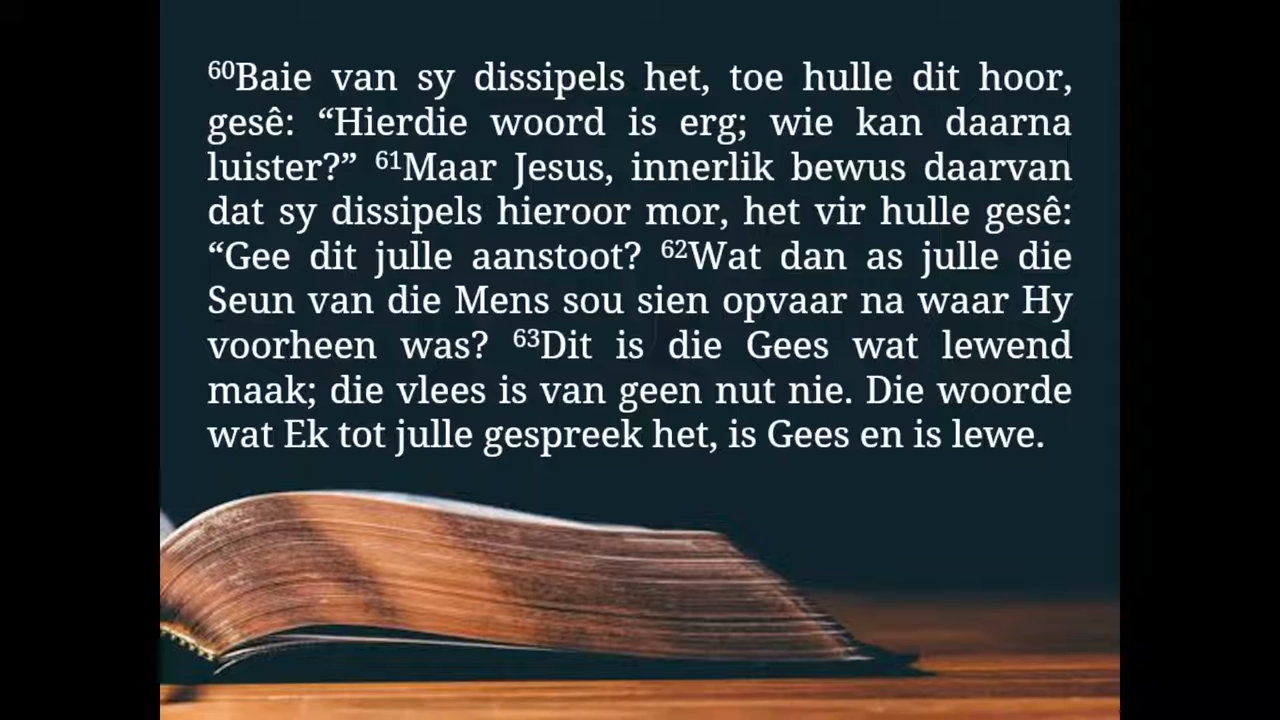 ⁶⁰Baie van sy dissipels het, toe hulle dit hoor,
gesê: “Hierdie woord is erg; wie kan daarna
luister?” ⁶¹Maar Jesus, innerlik bewus daarvan
dat sy dissipels hieroor mor, het vir hulle gesê:
“Gee dit julle aanstoot? ⁶²Wat dan as julle die
Seun van die Mens sou sien opvaar na waar Hy
voorheen was? ⁶³Dit is die Gees wat lewend
maak; die vlees is van geen nut nie. Die woorde
wat Ek tot julle gespreek het, is Gees en is lewe.